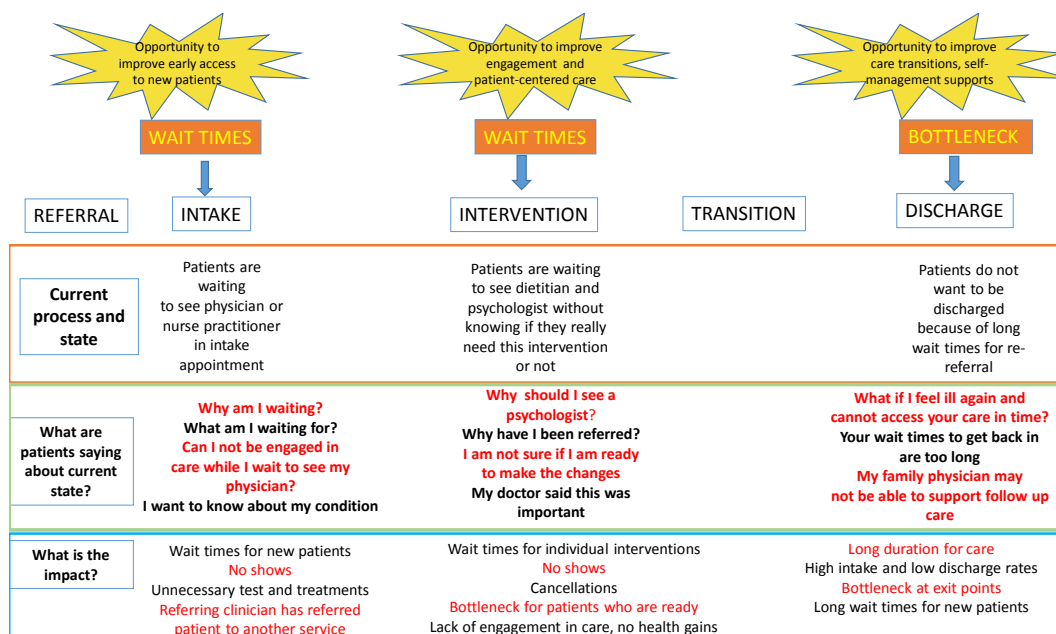 Opportunity to
improve early access
to new patients
Opportunity to improve
engagement and
patient-centered care
Opportunity to improve
care transitions, self-
management supports
WAIT TIMES
WAIT TIMES
BOTTLENECK
REFERRAL
INTAKE
INTERVENTION
TRANSITION
DISCHARGE
Current
process and
state
Patients are
waiting
to see physician or
nurse practitioner
in intake
appointment
Patients are waiting
to see dietitian and
psychologist without
knowing if they really
need this intervention
or not
Patients do not
want to be
discharged
because of long
wait times for re-
referral
What are
patients saying
about current
state?
Why am I waiting?
What am I waiting for?
Can I not be engaged in
care while I wait to see my
physician?
I want to know about my condition
Why should I see a
psychologist?
Why have I been referred?
I am not sure if I am ready
to make the changes
My doctor said this was
important
What if I feel ill again and
cannot access your care in time?
Your wait times to get back in
are too long
My family physician may
not be able to support follow up
care
What is the
impact?
Wait times for new patients
No shows
Unnecessary test and treatments
Referring clinician has referred
patient to another service
Wait times for individual interventions
No shows
Cancellations
Bottleneck for patients who are ready
Lack of engagement in care, no health gains
Long duration for care
High intake and low discharge rates
Bottleneck at exit points
Long wait times for new patients